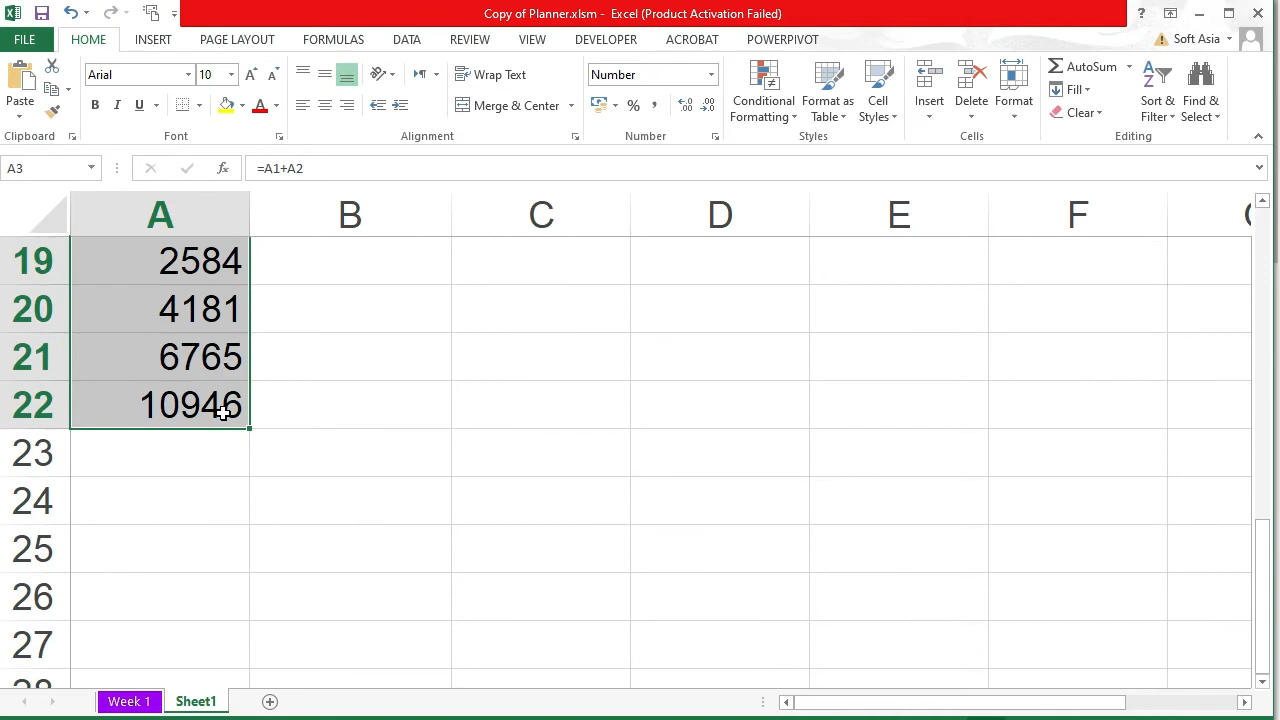 Copy of Planner.xlsm - Excel (Product Activation Failed)
?
FILE HOME INSERT PAGE LAYOUT FORMULAS DATA REVIEW VIEW DEVELOPER ACROBAT POWERPIVOT Soft Asia
Paste
Arial 10 A A
B I U A
Wrap Text
Merge & Center
Number
% ,
Conditional Formatting
Format as Table
Cell Styles
Insert Delete Format
AutoSum
Fill
Clear
Sort & Filter
Find & Select
Clipboard Font Alignment Number Styles Cells Editing
A3 fx =A1+A2
A B C D E F
19 2584
20 4181
21 6765
22 10946
23
24
25
26
27
Week 1 Sheet1